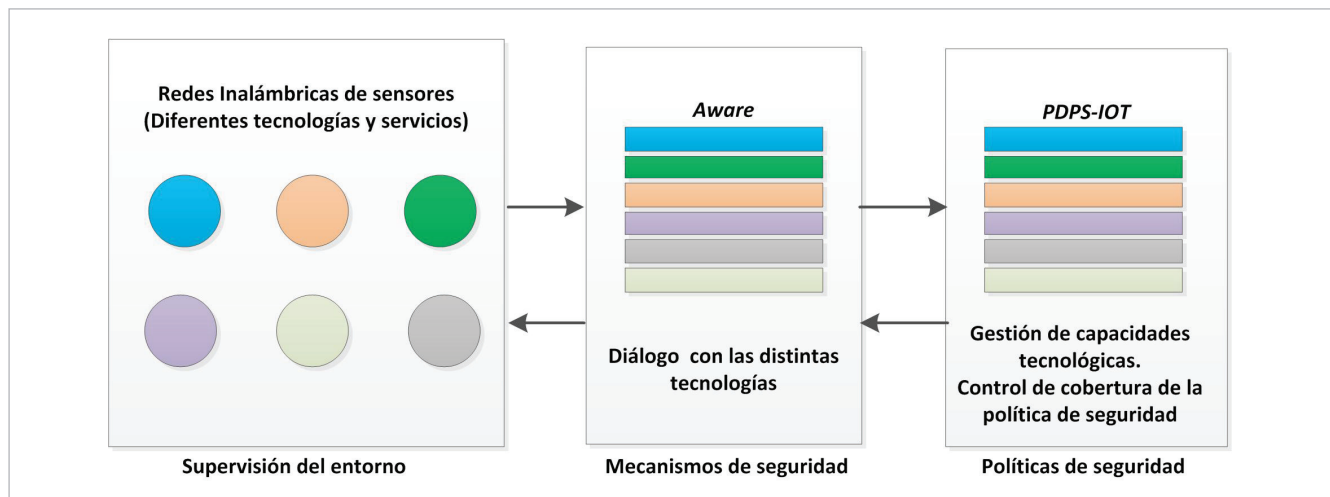 Redes Inalámbricas de sensores
(Diferentes tecnologías y servicios)
Supervisión del entorno
Aware
Diálogo con las distintas
tecnologías
Mecanismos de seguridad
PDPS-IOT
Gestión de capacidades
tecnológicas.
Control de cobertura de la
política de seguridad
Políticas de seguridad